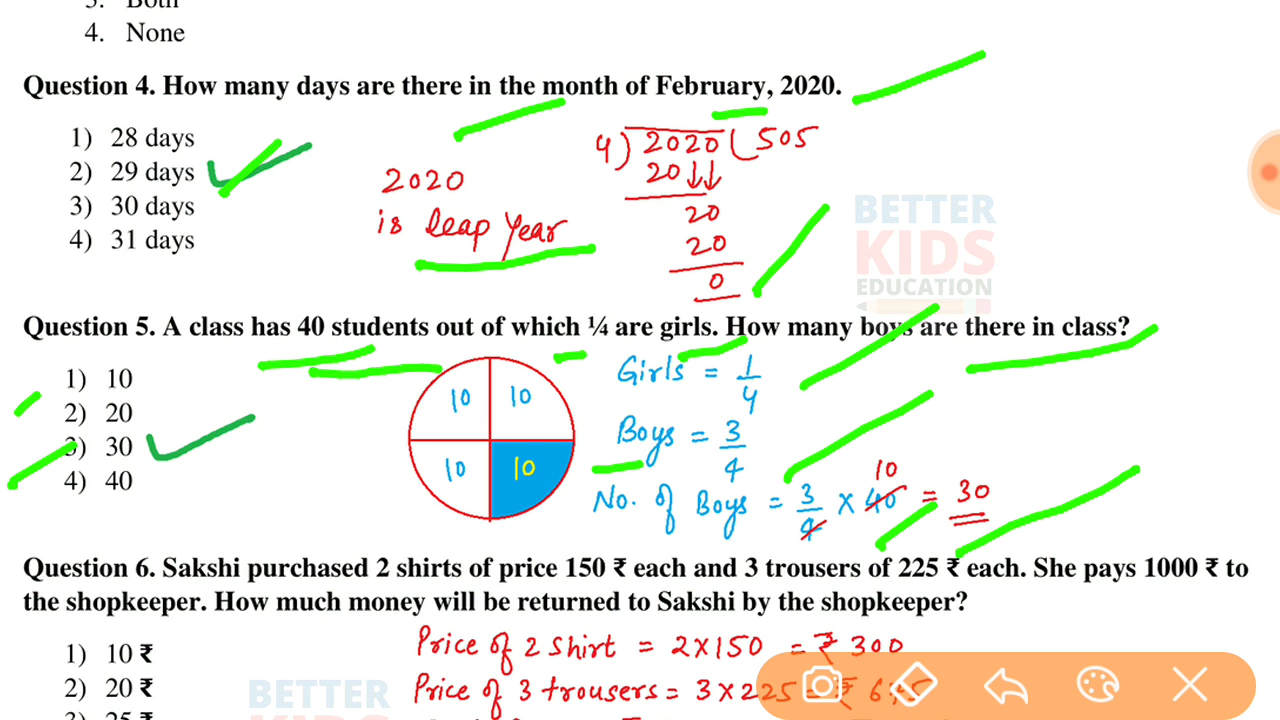 3. Both
4. None
Question 4. How many days are there in the month of February, 2020.
1) 28 days
2) 29 days
3) 30 days
4) 31 days
2020
is leap year
4) 2020 ( 505
20
20
20
0
BETTER
KIDS
EDUCATION
Question 5. A class has 40 students out of which ¼ are girls. How many boys are there in class?
1) 10
2) 20
3) 30
4) 40
10 10
10 10
Girls = 1/4
Boys = 3/4
10
No. of Boys = 3/4 × 40 = 30
Question 6. Sakshi purchased 2 shirts of price 150 ₹ each and 3 trousers of 225 ₹ each. She pays 1000 ₹ to
the shopkeeper. How much money will be returned to Sakshi by the shopkeeper?
1) 10 ₹
2) 20 ₹
Price of 2 shirt = 2×150 = ₹ 300
Price of 3 trousers = 3×225 = ₹ 675
BETTER